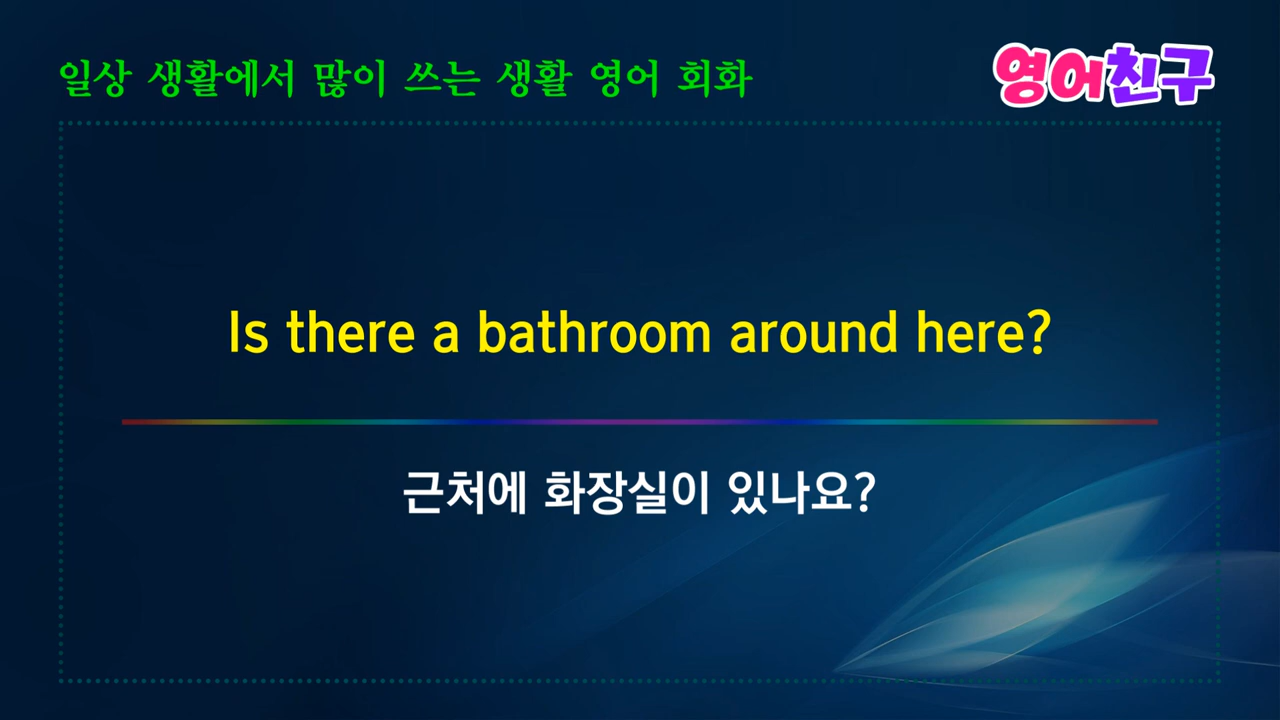 일상 생활에서 많이 쓰는 생활 영어 회화
영어친구
Is there a bathroom around here?
근처에 화장실이 있나요?